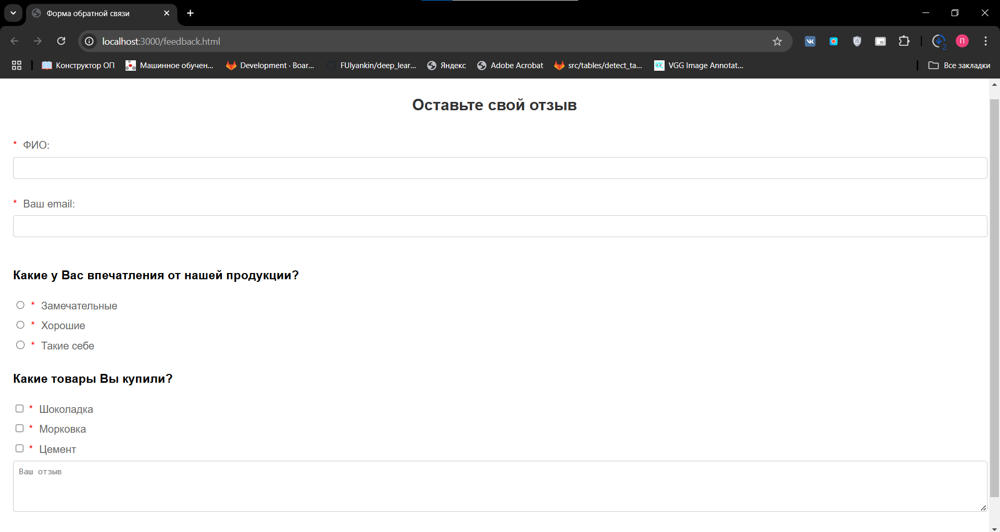 Форма обратной связи
localhost:3000/feedback.html
2
П
Конструктор ОП
Машинное обучен...
Development · Boar...
FUlyankin/deep_lear...
Яндекс
Adobe Acrobat
src/tables/detect_ta...
VGG Image Annotat...
Все закладки
Оставьте свой отзыв
* ФИО:
* Ваш email:
Какие у Вас впечатления от нашей продукции?
* Замечательные
* Хорошие
* Такие себе
Какие товары Вы купили?
* Шоколадка
* Морковка
* Цемент
Ваш отзыв